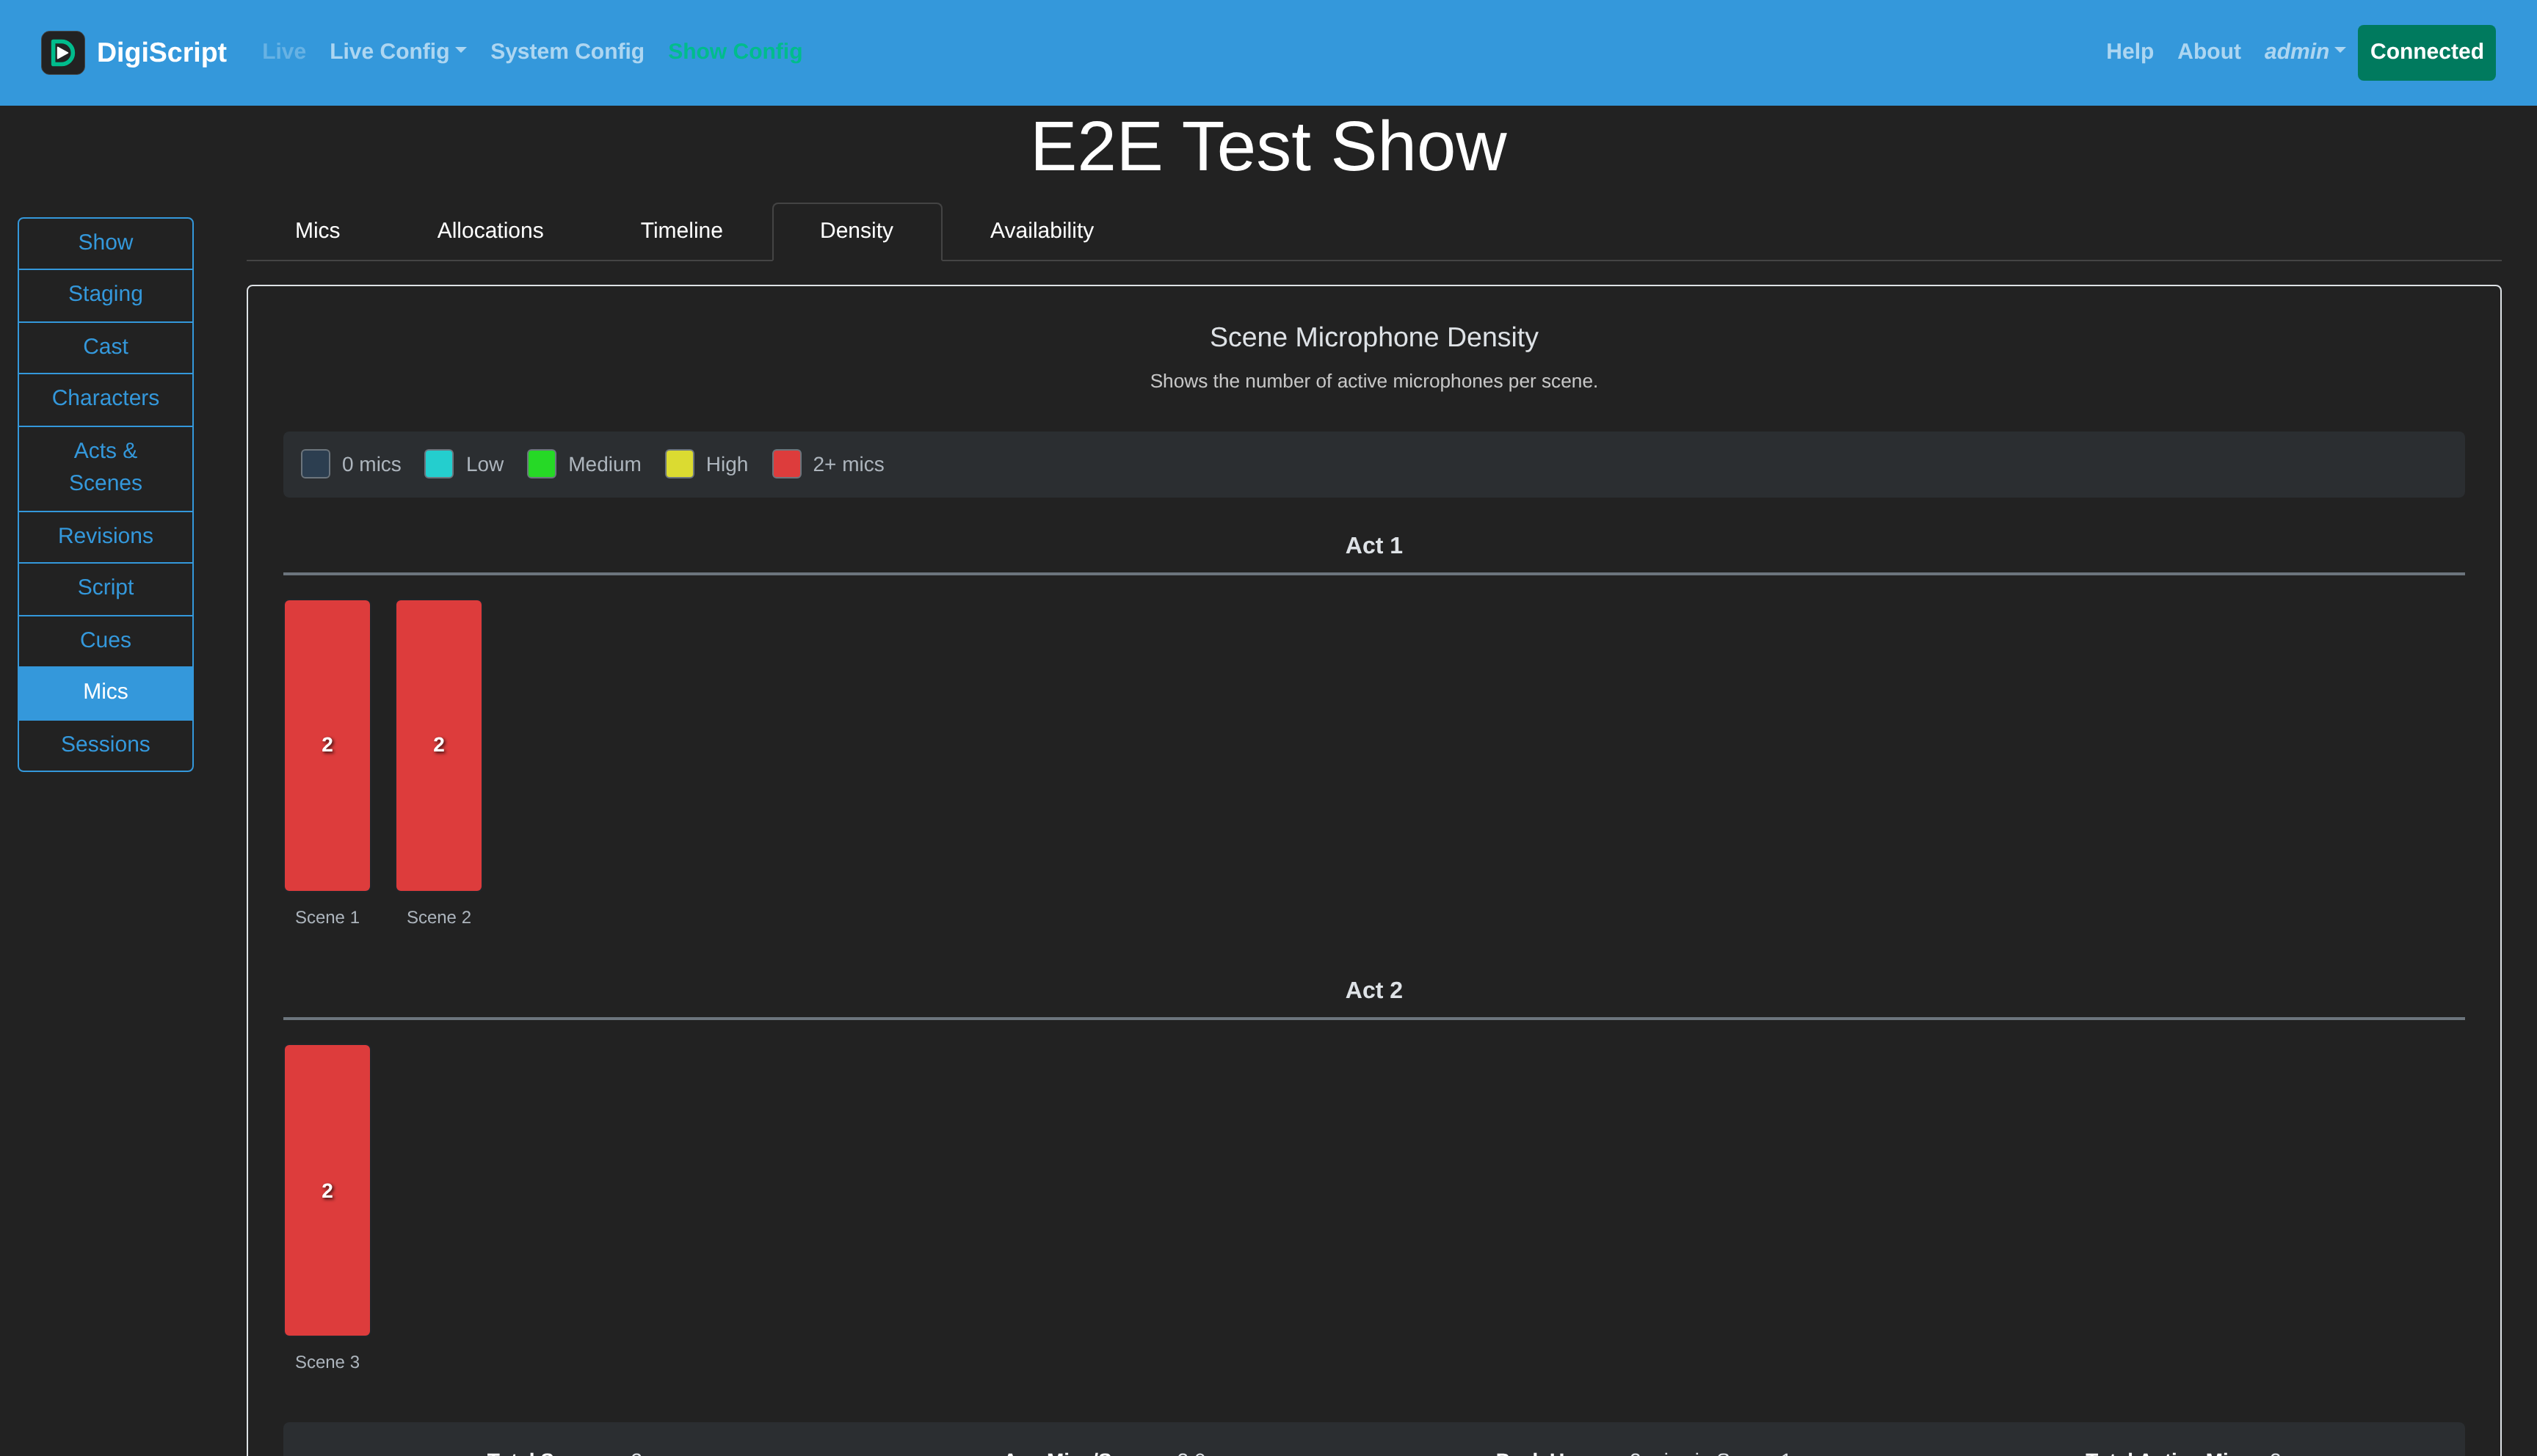 DigiScript Live Live Config System Config Show Config Help About admin Connected
E2E Test Show
Show
Staging
Cast
Characters
Acts &
Scenes
Revisions
Script
Cues
Mics
Sessions
Mics Allocations Timeline Density Availability
Scene Microphone Density
Shows the number of active microphones per scene.
0 mics Low Medium High 2+ mics
Act 1
2 2
Scene 1 Scene 2
Act 2
2
Scene 3